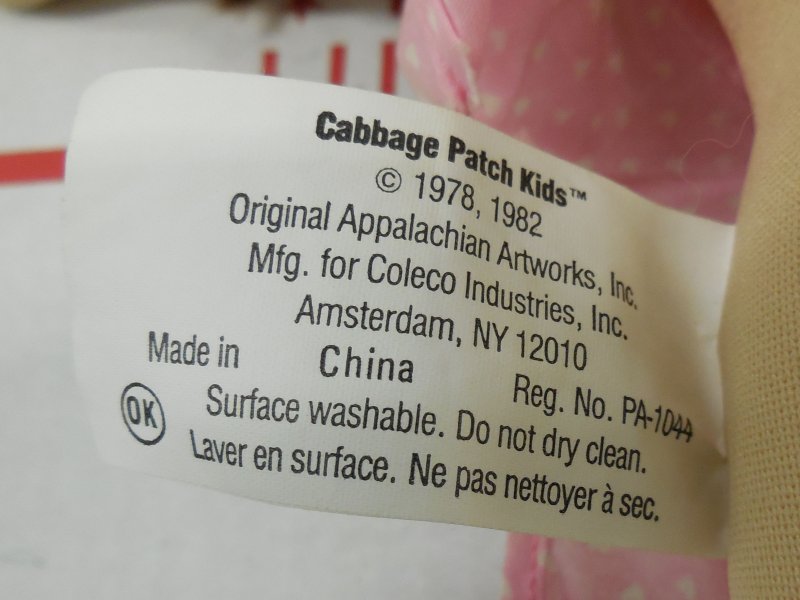 Cabbage Patch Kids™
© 1978, 1982
Original Appalachian Artworks, Inc.
Mfg. for Coleco Industries, Inc.
Amsterdam, NY 12010
Made in China Reg. No. PA-1044
OK Surface washable. Do not dry clean.
Laver en surface. Ne pas nettoyer à sec.